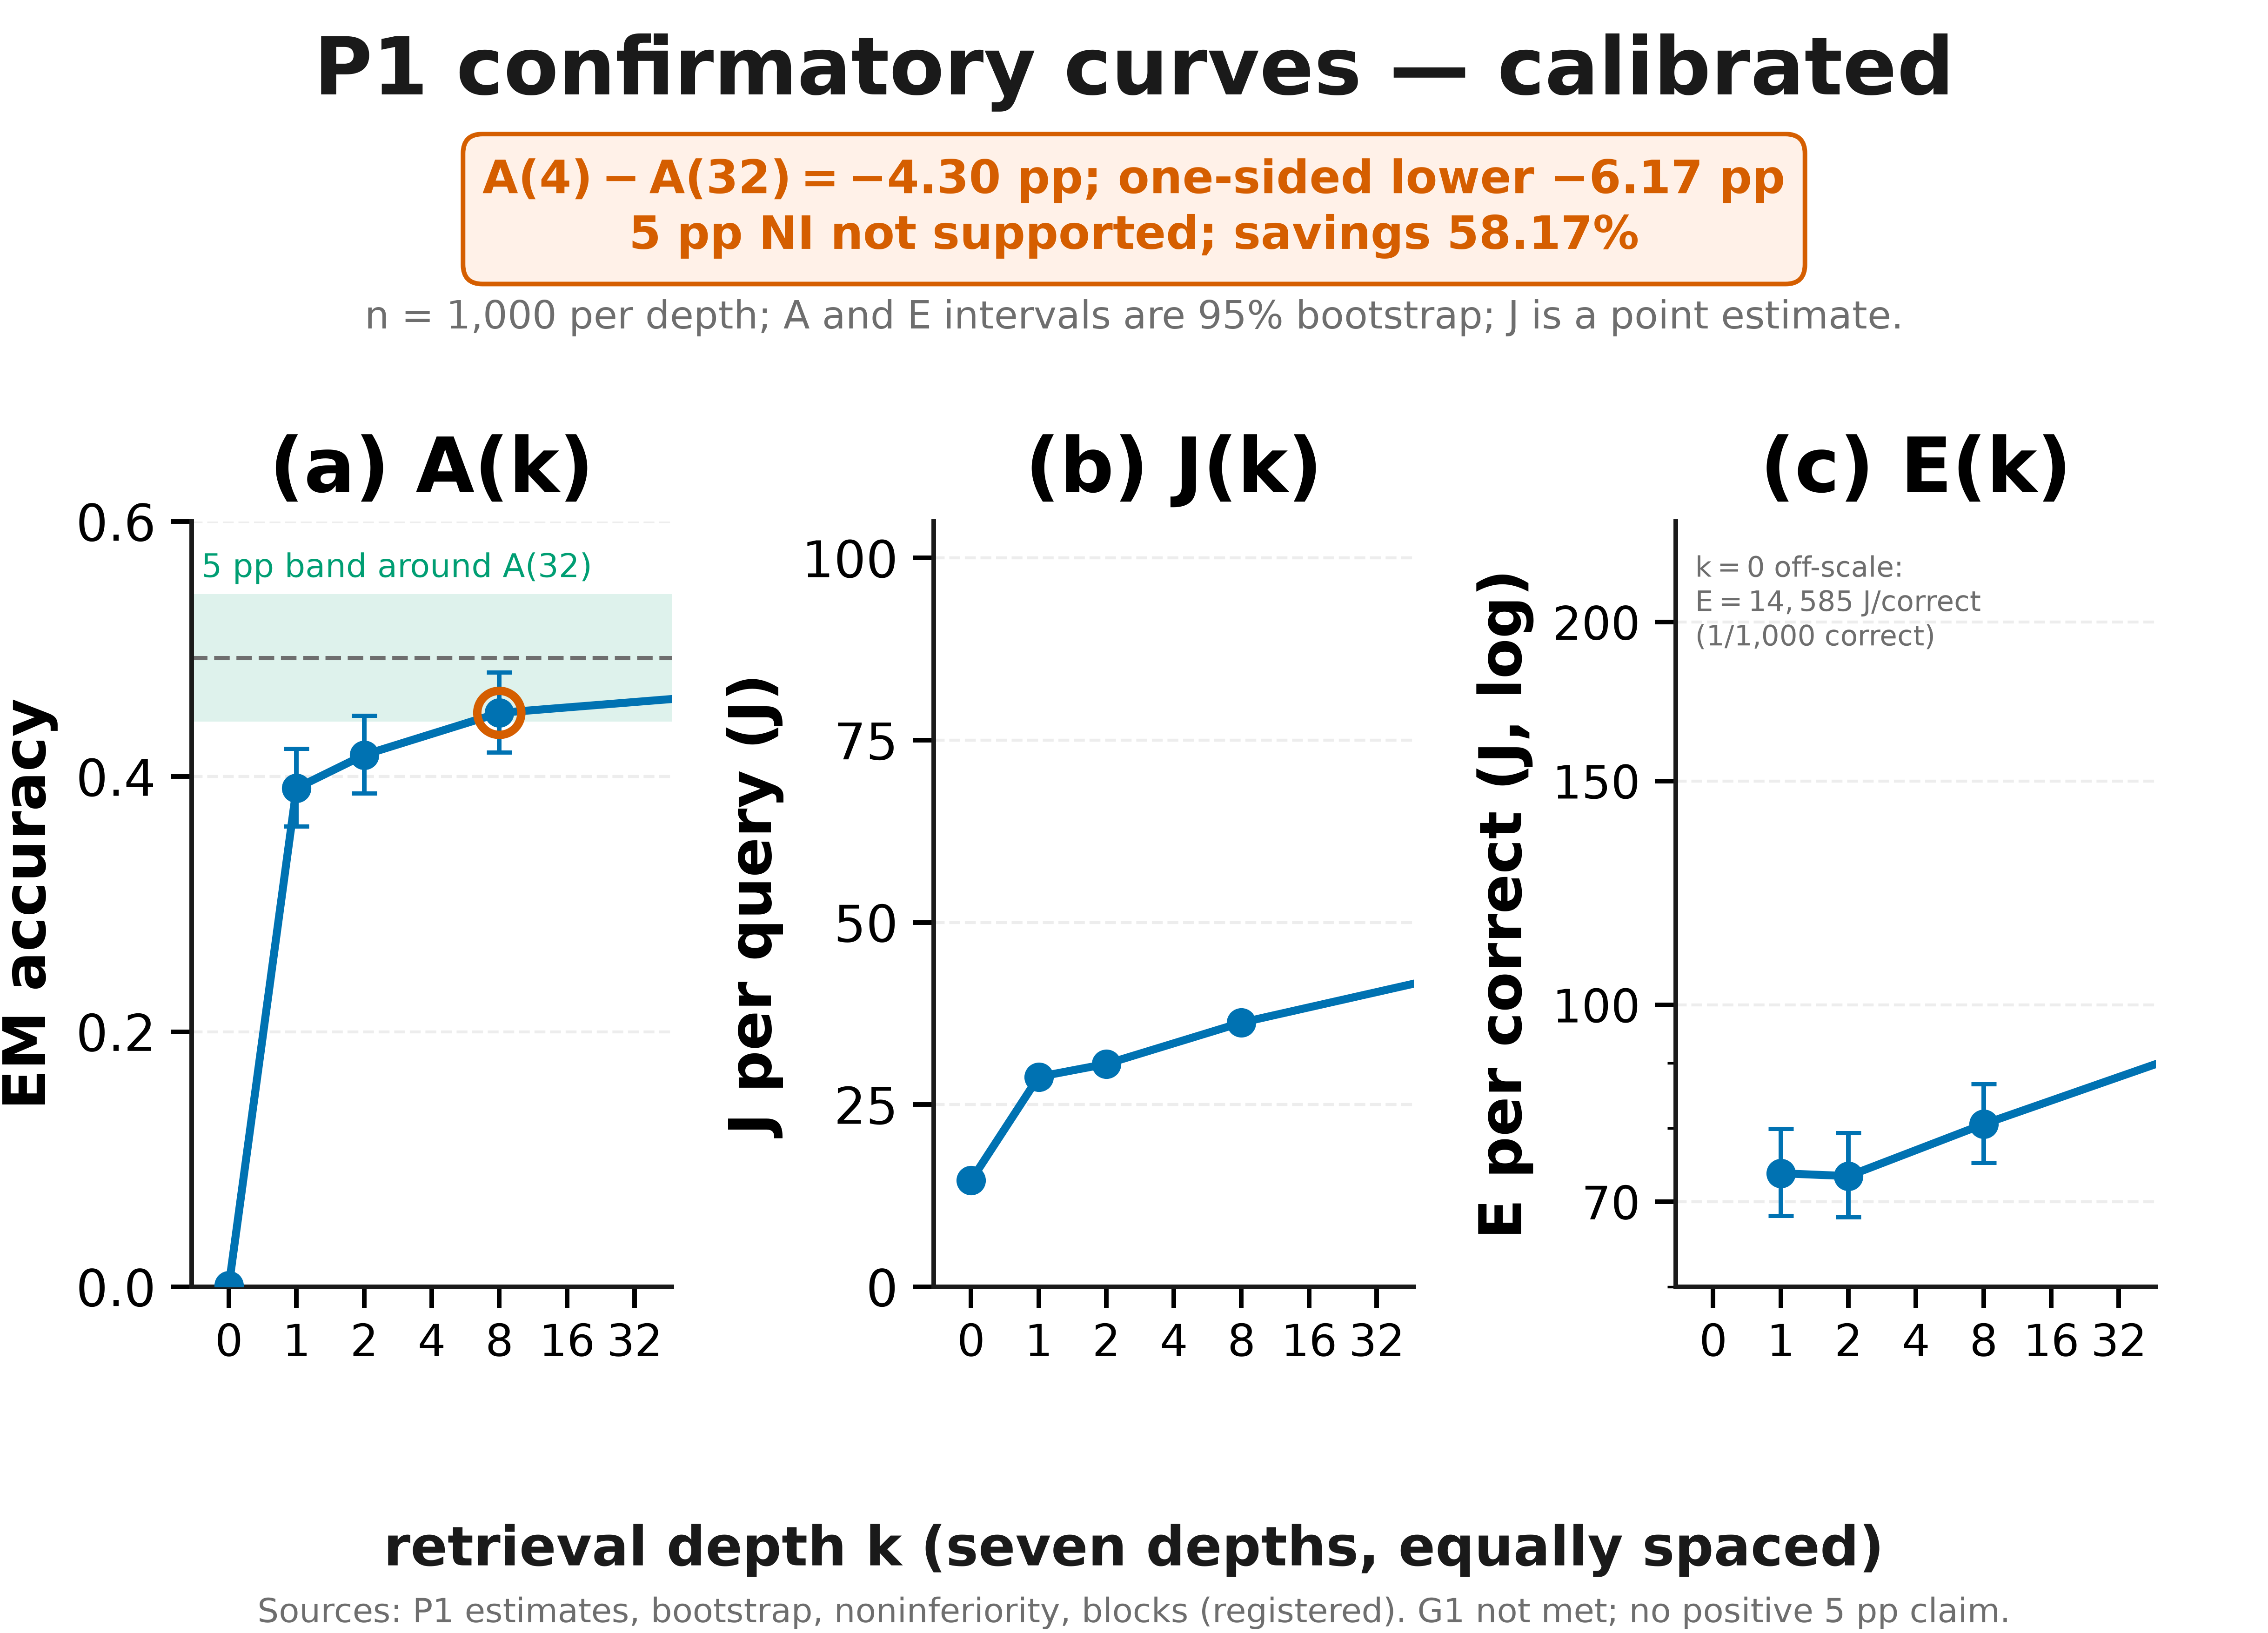 P1 confirmatory curves — calibrated
A(4) − A(32) = −4.30 pp; one-sided lower −6.17 pp
5 pp NI not supported; savings 58.17%
n = 1,000 per depth; A and E intervals are 95% bootstrap; J is a point estimate.
(a) A(k)
(b) J(k)
(c) E(k)
EM accuracy
0.6
0.4
0.2
0.0
5 pp band around A(32)
0 1 2 4 8 16 32
J per query (J)
100
75
50
25
0
0 1 2 4 8 16 32
E per correct (J, log)
200
150
100
70
k = 0 off-scale:
E = 14, 585 J/correct
(1/1,000 correct)
0 1 2 4 8 16 32
retrieval depth k (seven depths, equally spaced)
Sources: P1 estimates, bootstrap, noninferiority, blocks (registered). G1 not met; no positive 5 pp claim.